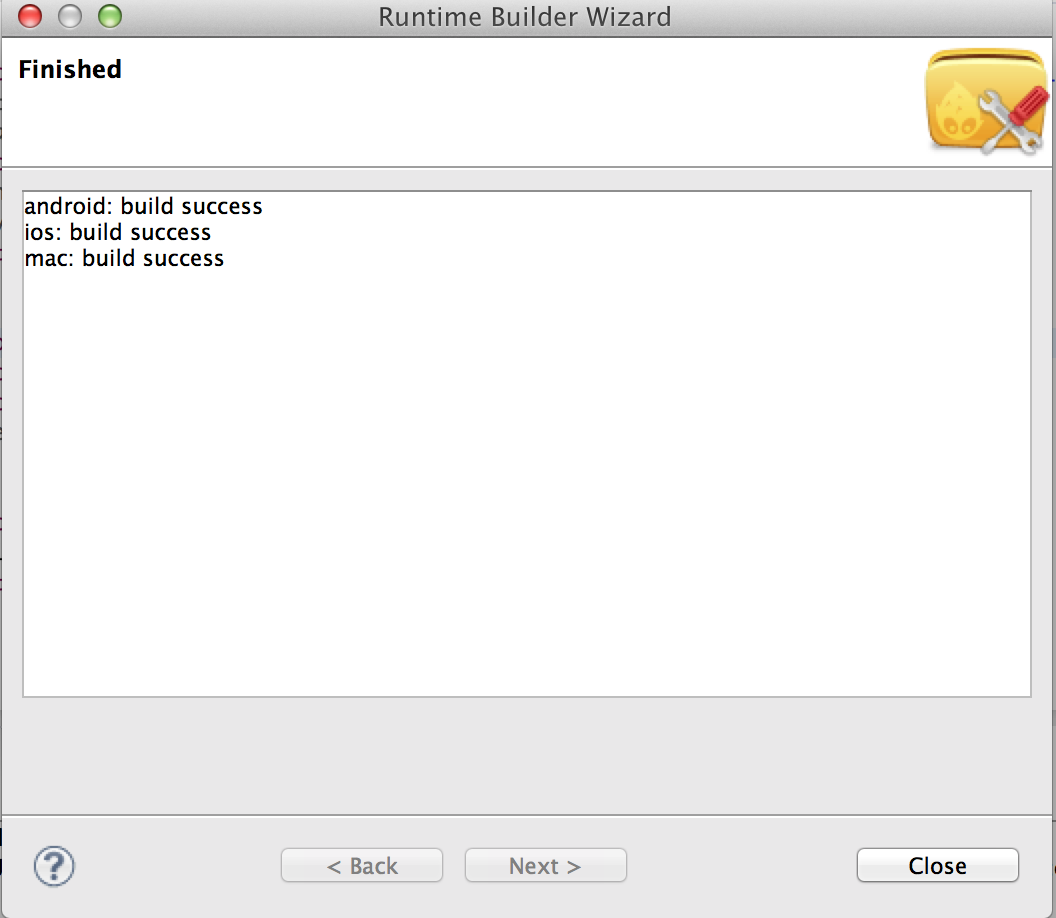 Runtime Builder Wizard
Finished
android: build success
ios: build success
mac: build success
?
< Back
Next >
Close